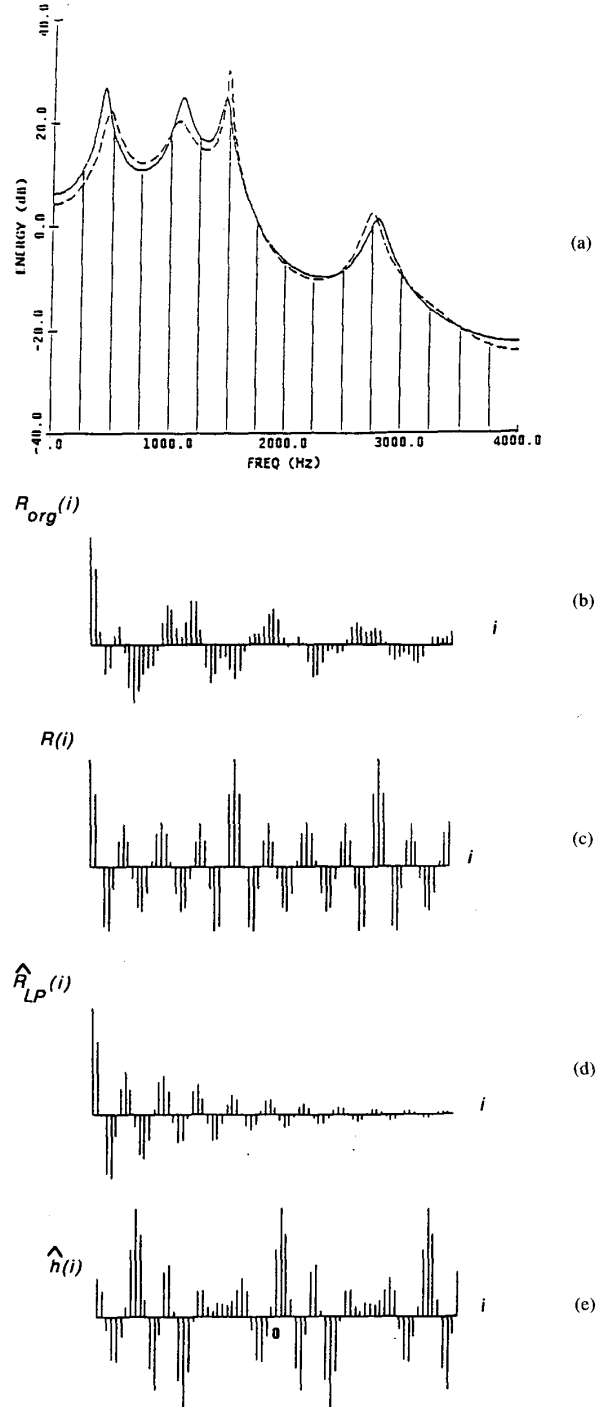 40.0
20.0
0.0
-20.0
-40.0
ENERGY (dB)
.0
1000.0
2000.0
3000.0
4000.0
FREQ (Hz)
(a)
R_org(i)
i
(b)
R(i)
i
(c)
R̂_LP(i)
i
(d)
ĥ(i)
i
0
(e)